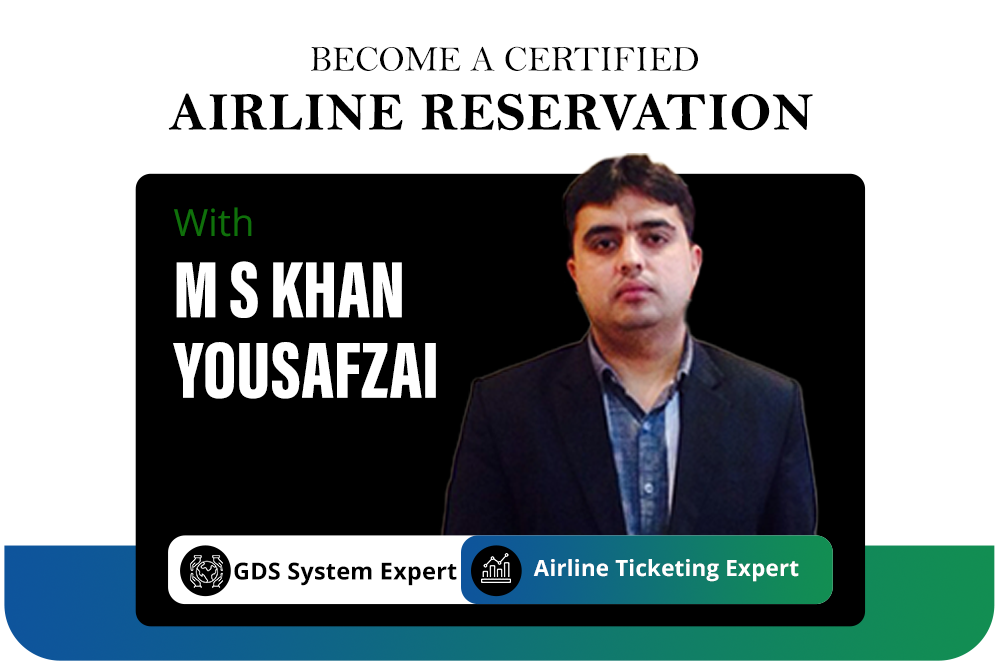 BECOME A CERTIFIED
AIRLINE RESERVATION
With
M S KHAN
YOUSAFZAI
GDS System Expert
Airline Ticketing Expert